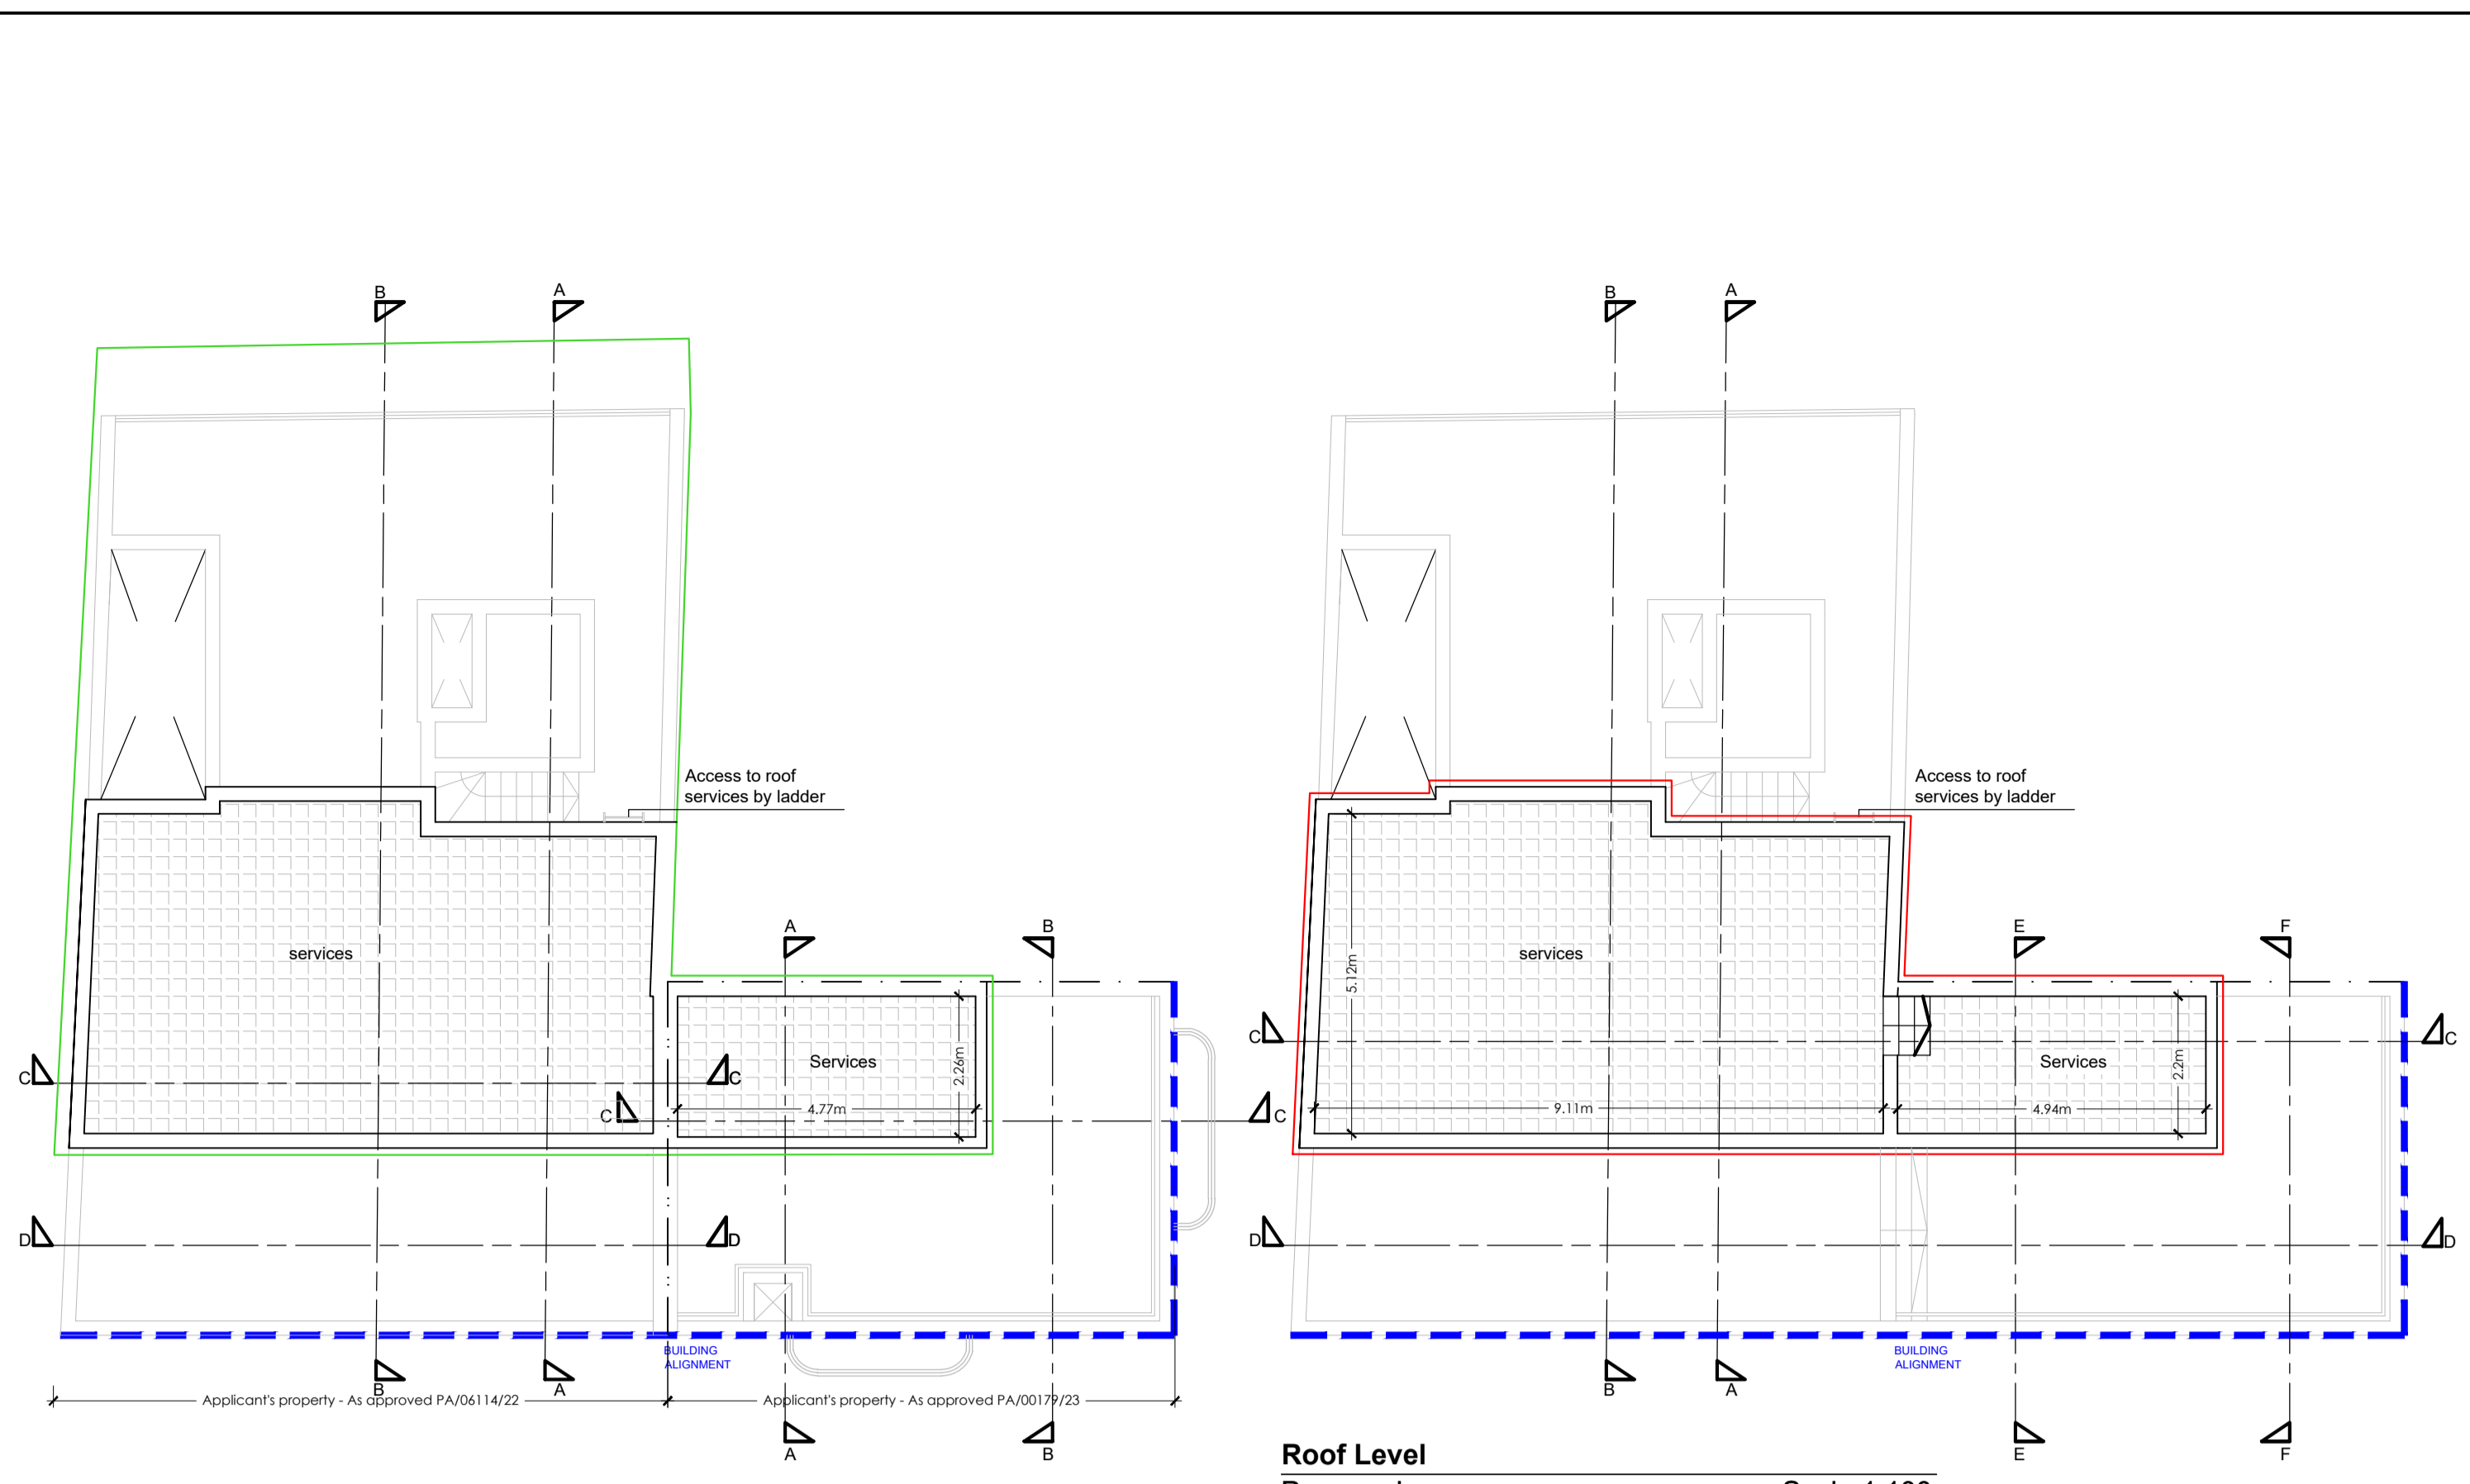 B
A
B
A
Access to roof
services by ladder
Access to roof
services by ladder
A
B
E
F
services
5.12m
services
C
C
C
Services
2.26m
Services
2.2m
C
C
C
4.77m
9.11m
4.94m
C
D
D
D
D
BUILDING
ALIGNMENT
BUILDING
ALIGNMENT
B
A
B
A
Applicant's property - As approved PA/06114/22
Applicant's property - As approved PA/00179/23
A
B
E
F
Roof Level